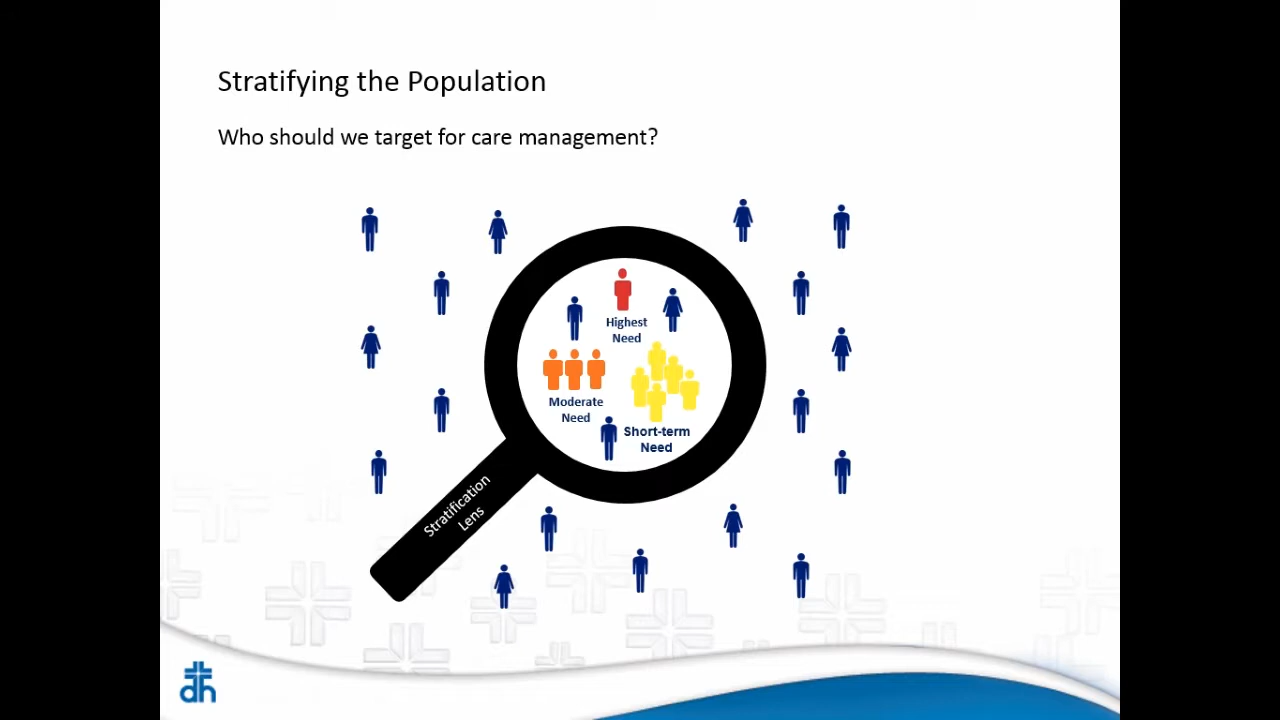 Stratifying the Population
Who should we target for care management?
Highest
Need
Moderate
Need
Short-term
Need
Stratification
Lens
dh